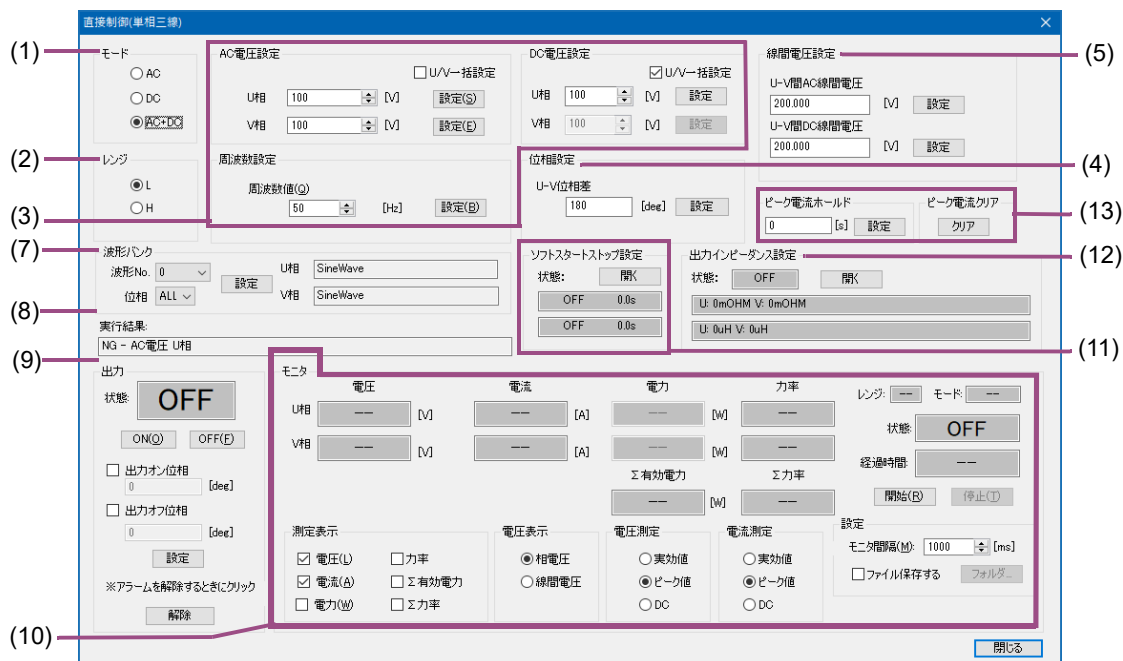 直接制御(単相三線)
(1)
モード
AC
DC
AC+DC
AC電圧設定
U/V一括設定
U相 100 [V] 設定(S)
V相 100 [V] 設定(E)
DC電圧設定
U/V一括設定
U相 100 [V] 設定
V相 100 [V] 設定
線間電圧設定
(5)
U-V間AC線間電圧
200.000 [V] 設定
U-V間DC線間電圧
200.000 [V] 設定
(2)
レンジ
L
H
(3)
周波数設定
周波数値(Q)
50 [Hz] 設定(B)
位相設定
(4)
U-V位相差
180 [deg] 設定
ピーク電流ホールド
0 [s] 設定
ピーク電流クリア
クリア
(13)
(7)
波形バンク
波形No. 0
位相 ALL
設定
U相 SineWave
V相 SineWave
ソフトスタートストップ設定
状態: 開く
OFF 0.0s
OFF 0.0s
(11)
出力インピーダンス設定
(12)
状態: OFF 開く
U: 0mOHM V: 0mOHM
U: 0uH V: 0uH
(8)
実行結果:
NG - AC電圧 U相
(9)
出力
状態: OFF
ON(O) OFF(F)
出力オン位相
0 [deg]
出力オフ位相
0 [deg]
設定
※アラームを解除するときにクリック
解除
(10)
モニタ
電圧 電流 電力 力率
U相 -- [V] -- [A] -- [W] --
V相 -- [V] -- [A] -- [W] --
Σ有効電力 Σ力率
-- [W] --
レンジ: -- モード: --
状態: OFF
経過時間: --
開始(R) 停止(T)
測定表示
電圧(L) 力率
電流(A) Σ有効電力
電力(W) Σ力率
電圧表示
相電圧
線間電圧
電圧測定
実効値
ピーク値
DC
電流測定
実効値
ピーク値
DC
設定
モニタ間隔(M): 1000 [ms]
ファイル保存する フォルダ...
閉じる